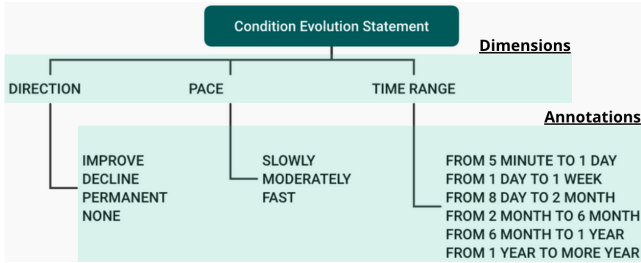 Condition Evolution Statement
Dimensions
DIRECTION
PACE
TIME RANGE
Annotations
IMPROVE
DECLINE
PERMANENT
NONE
SLOWLY
MODERATELY
FAST
FROM 5 MINUTE TO 1 DAY
FROM 1 DAY TO 1 WEEK
FROM 8 DAY TO 2 MONTH
FROM 2 MONTH TO 6 MONTH
FROM 6 MONTH TO 1 YEAR
FROM 1 YEAR TO MORE YEAR